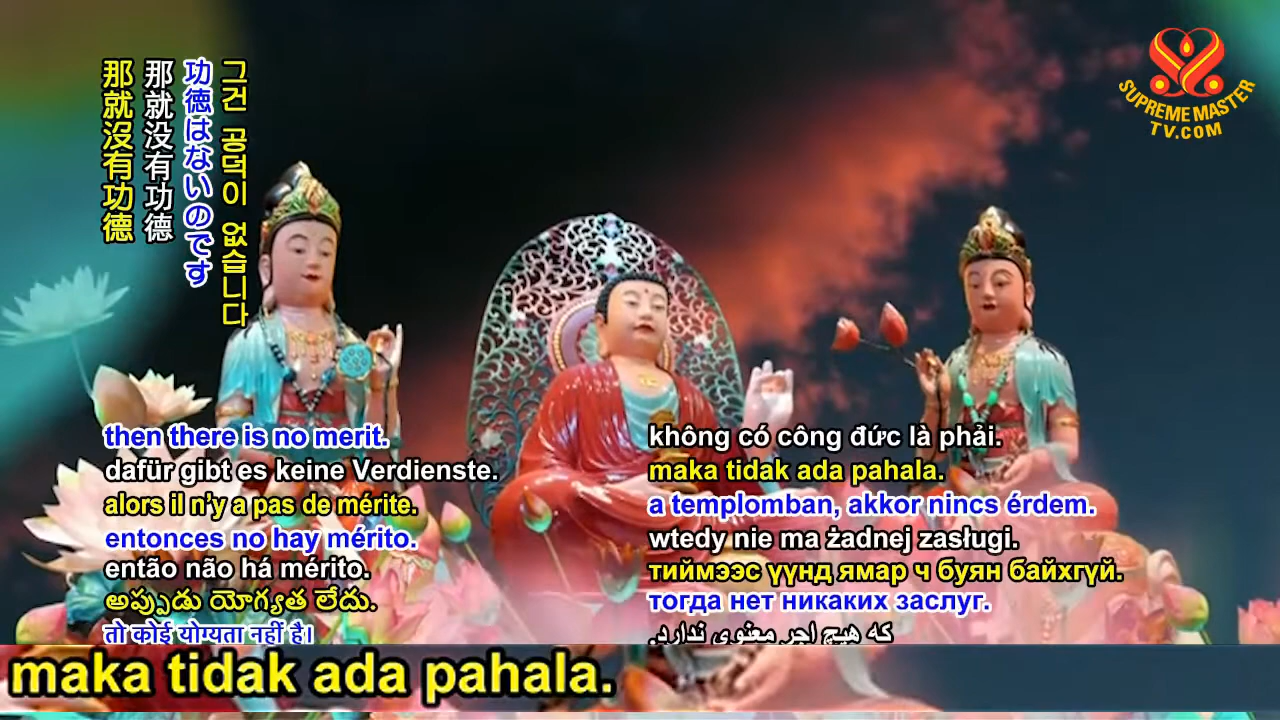 那就沒有功德
那就没有功德
功徳はないのです
그건 공덕이 없습니다
SUPREME MASTER
TV.COM
then there is no merit.
dafür gibt es keine Verdienste.
alors il n’y a pas de mérite.
entonces no hay mérito.
então não há mérito.
అప్పుడు యోగ్యత లేదు.
तो कोई योग्यता नहीं है।
không có công đức là phải.
maka tidak ada pahala.
a templomban, akkor nincs érdem.
wtedy nie ma żadnej zasługi.
тиймээс үүнд ямар ч буян байхгүй.
тогда нет никаких заслуг.
که هیچ اجر معنوی ندارد.
maka tidak ada pahala.